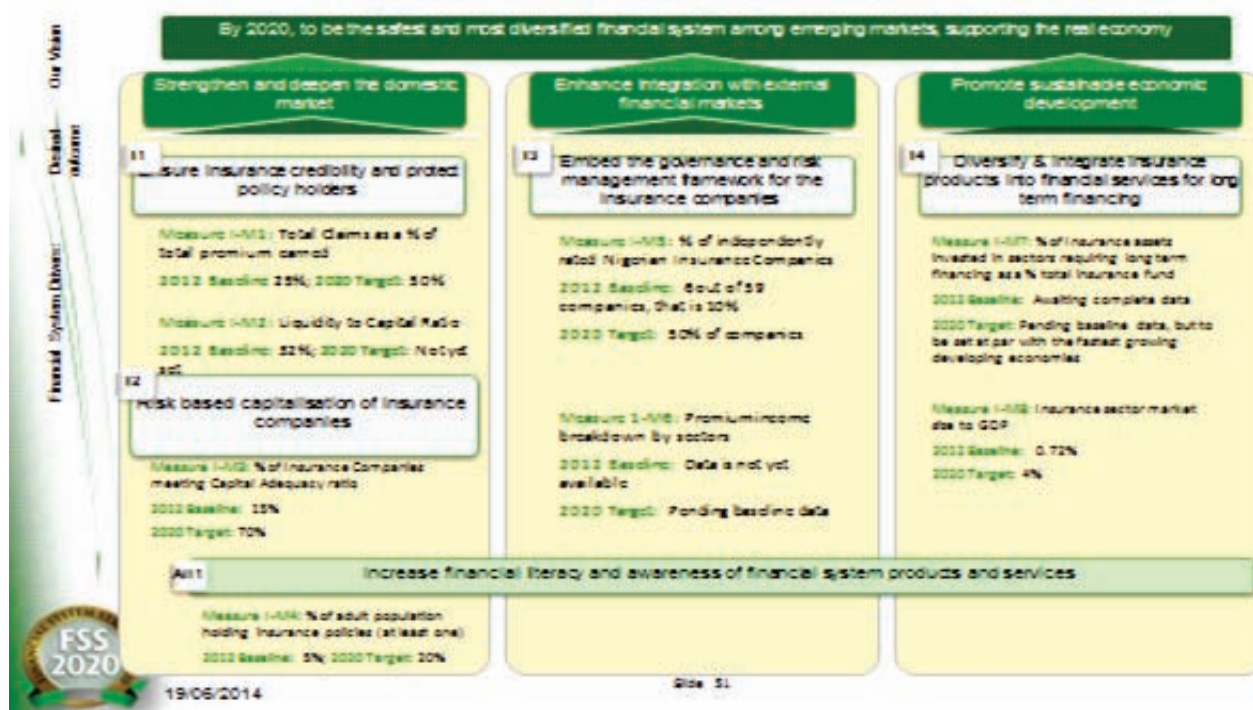 Our Vision
By 2020, to be the safest and most diversified financial system among emerging markets, supporting the real economy
Desired
outcome
Strengthen and deepen the domestic
market
Enhance Integration with external
financial markets
Promote sustainable economic
development
Financial System Drivers
I1
Ensure Insurance credibility and protect
policy holders
Measure I-M1: Total Claims as a % of
total premium earned
2012 Baseline 25%; 2020 Target: 50%
Measure I-M2: Liquidity to Capital Ratio
2012 Baseline: 32%; 2020 Target: Not yet
set
I2
Risk based capitalisation of Insurance
companies
Measure I-M3: % of Insurance Companies
meeting Capital Adequacy ratio
2012 Baseline: 15%
2020 Target: 70%
I3
Embed the governance and risk
management framework for the
Insurance companies
Measure I-M5: % of independently
rated Nigerian Insurance Companies
2012 Baseline: 6 out of 59
companies, that is 10%
2020 Target: 50% of companies
Measure 1-M6: Premium income
breakdown by sectors
2012 Baseline: Data is not yet
available
2020 Target: Pending baseline data
I4
Diversify & Integrate Insurance
products into financial services for long
term financing
Measure I-M7: % of Insurance assets
invested in sectors requiring long term
financing as a % total Insurance fund
2012 Baseline: Awaiting complete data
2020 Target: Pending baseline data, but to
be set at par with the fastest growing
developing economies
Measure I-M8: Insurance sector market
size to GDP
2012 Baseline: 0.72%
2020 Target: 4%
Increase financial literacy and awareness of financial system products and services
Measure I-M4: % of adult population
holding Insurance policies (at least one)
2012 Baseline: 5%; 2020 Target: 20%
FSS
2020
19/06/2014
Slide 51